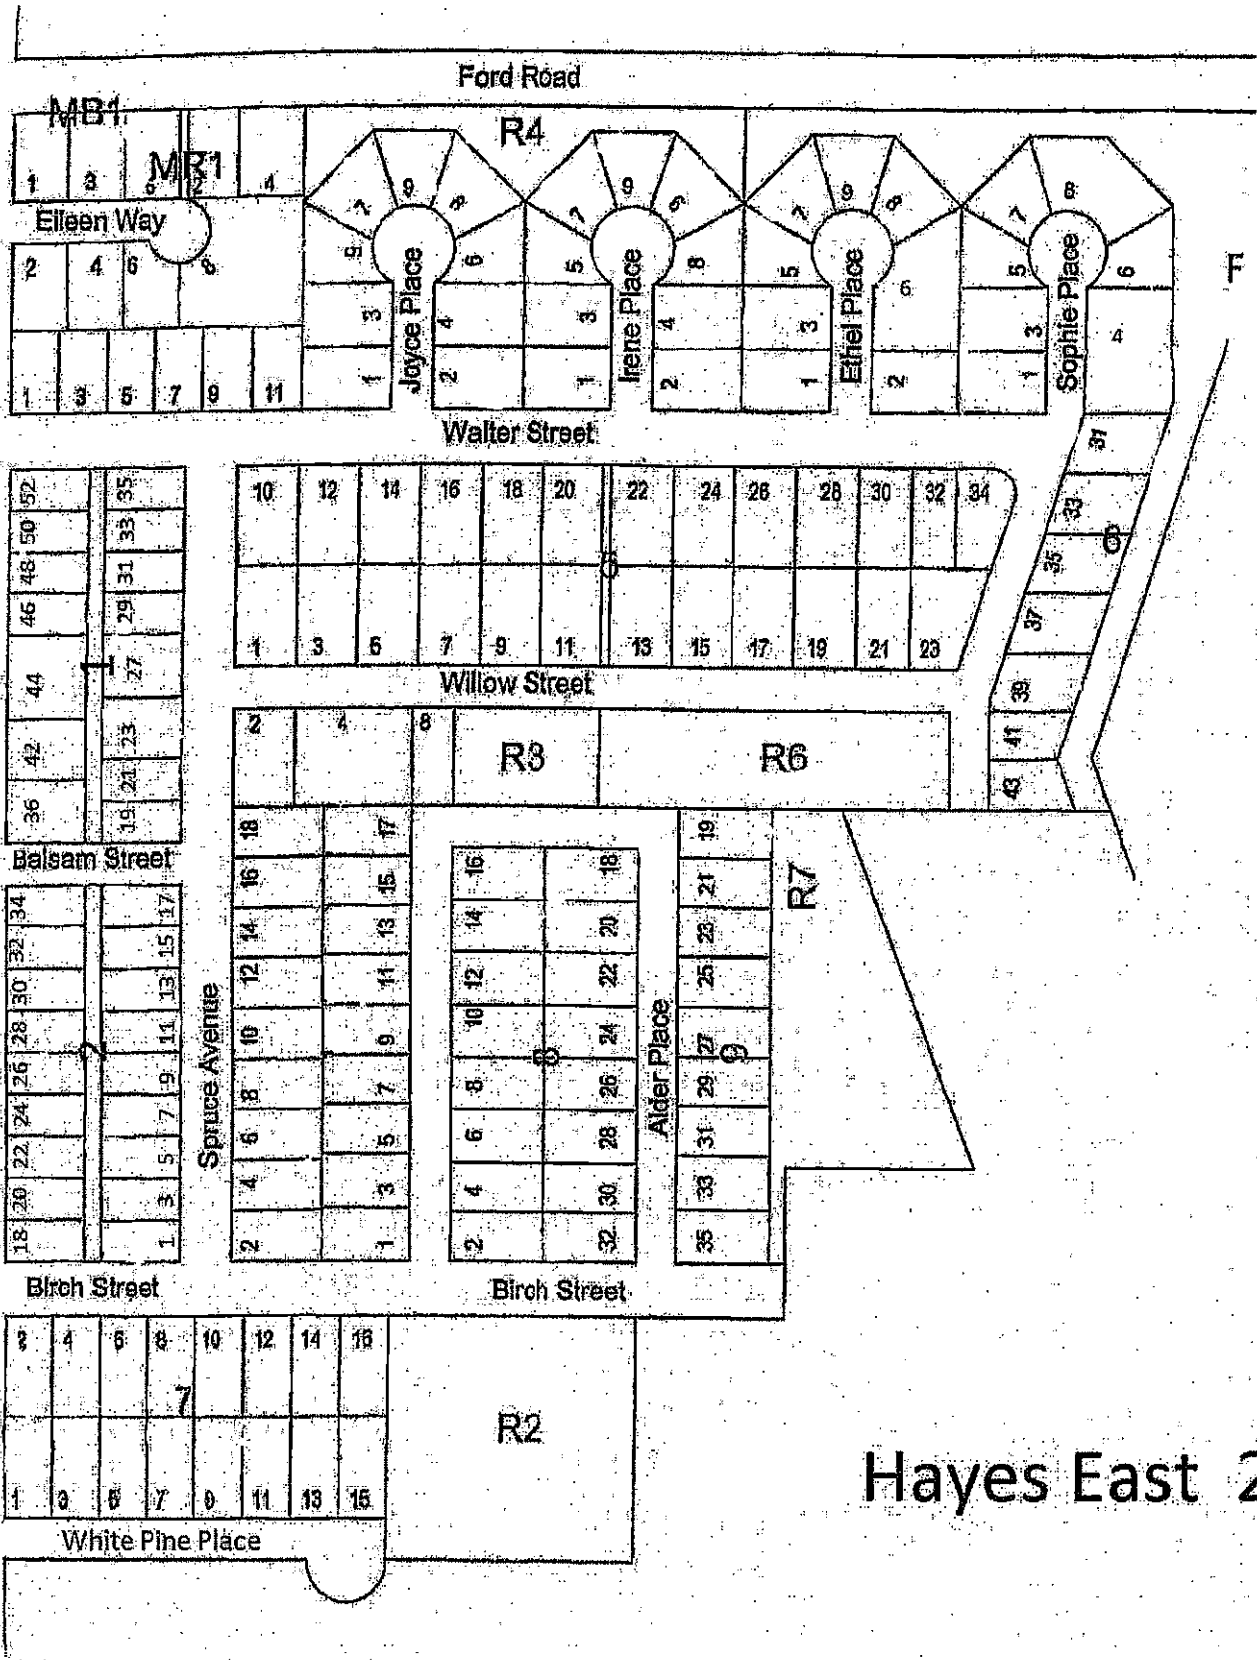 Ford Road
MB1
R4
MR1
1 3 5 2 4
7 9 8
7 9 6
7 9 8
7 8
Eileen Way
5 6 5 8 5 6 5 6
F
2 4 6 8
Joyce Place
Irene Place
Ethel Place
Sophie Place
3 4 3 4 3 3 4
1 2 1 2 1 2 1
1 3 5 7 9 11
Walter Street
31
33
35
6
37
39
41
43
52 35
50 33
48 31
46 29
1
44 27
42 23
21
36 19
10 12 14 16 18 20 22 24 26 28 30 32 34
6
1 3 5 7 9 11 13 15 17 19 21 23
Willow Street
2 4 8
R3
R6
Balsam Street
18 17
16 15
14 13
12 11
10 9
8 7
6 5
4 3
2 1
16 18
14 20
12 22
10 24
8
8 26
6 28
4 30
2 32
19
21
23
25
27
9
29
31
33
35
R7
34 17
32 15
30 13
28 11
2
26 9
24 7
22 5
20 3
18 1
Spruce Avenue
Alder Place
Birch Street
Birch Street
4 6 8 10 12 14 16
7
R2
1 3 5 7 9 11 13 15
Hayes East 2
White Pine Place